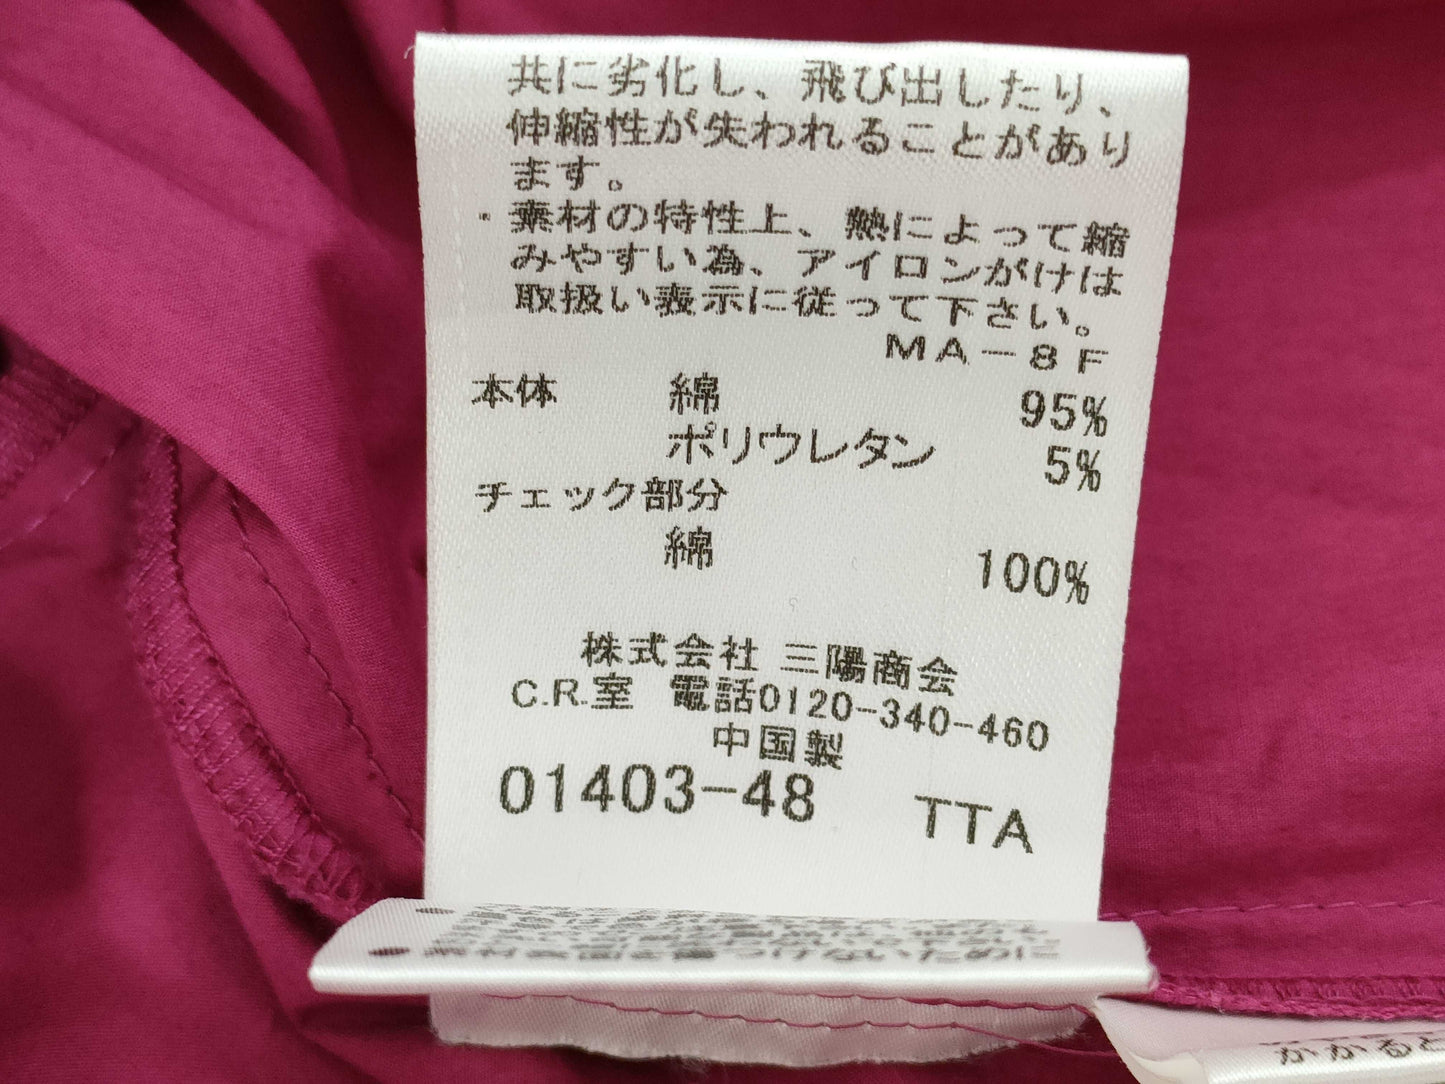 共に劣化し、飛び出したり、
伸縮性が失われることがあり
ます。
・素材の特性上、熱によって縮
みやすい為、アイロンがけは
取扱い表示に従って下さい。
MA-8F
本体 綿 95%
ポリウレタン 5%
チェック部分
綿 100%
株式会社 三陽商会
C.R.室 電話0120-340-460
中国製
01403-48 TTA